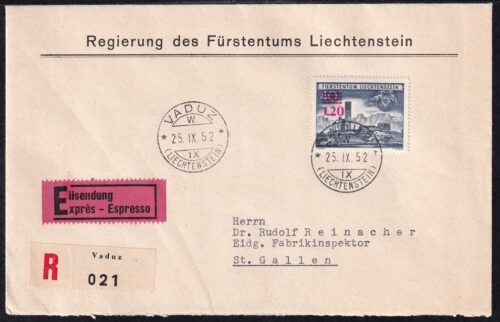 Regierung des Fürstentums Liechtenstein
FÜRSTENTUM LIECHTENSTEIN
1.20
VADUZ
W
25. IX. 52
IX
(LIECHTENSTEIN)
25. IX. 52
IX
(LIECHTENSTEIN)
Eilsendung
Exprès - Espresso
Herrn
Dr. Rudolf Reinacher
Eidg. Fabrikinspektor
St. Gallen
R
Vaduz
021